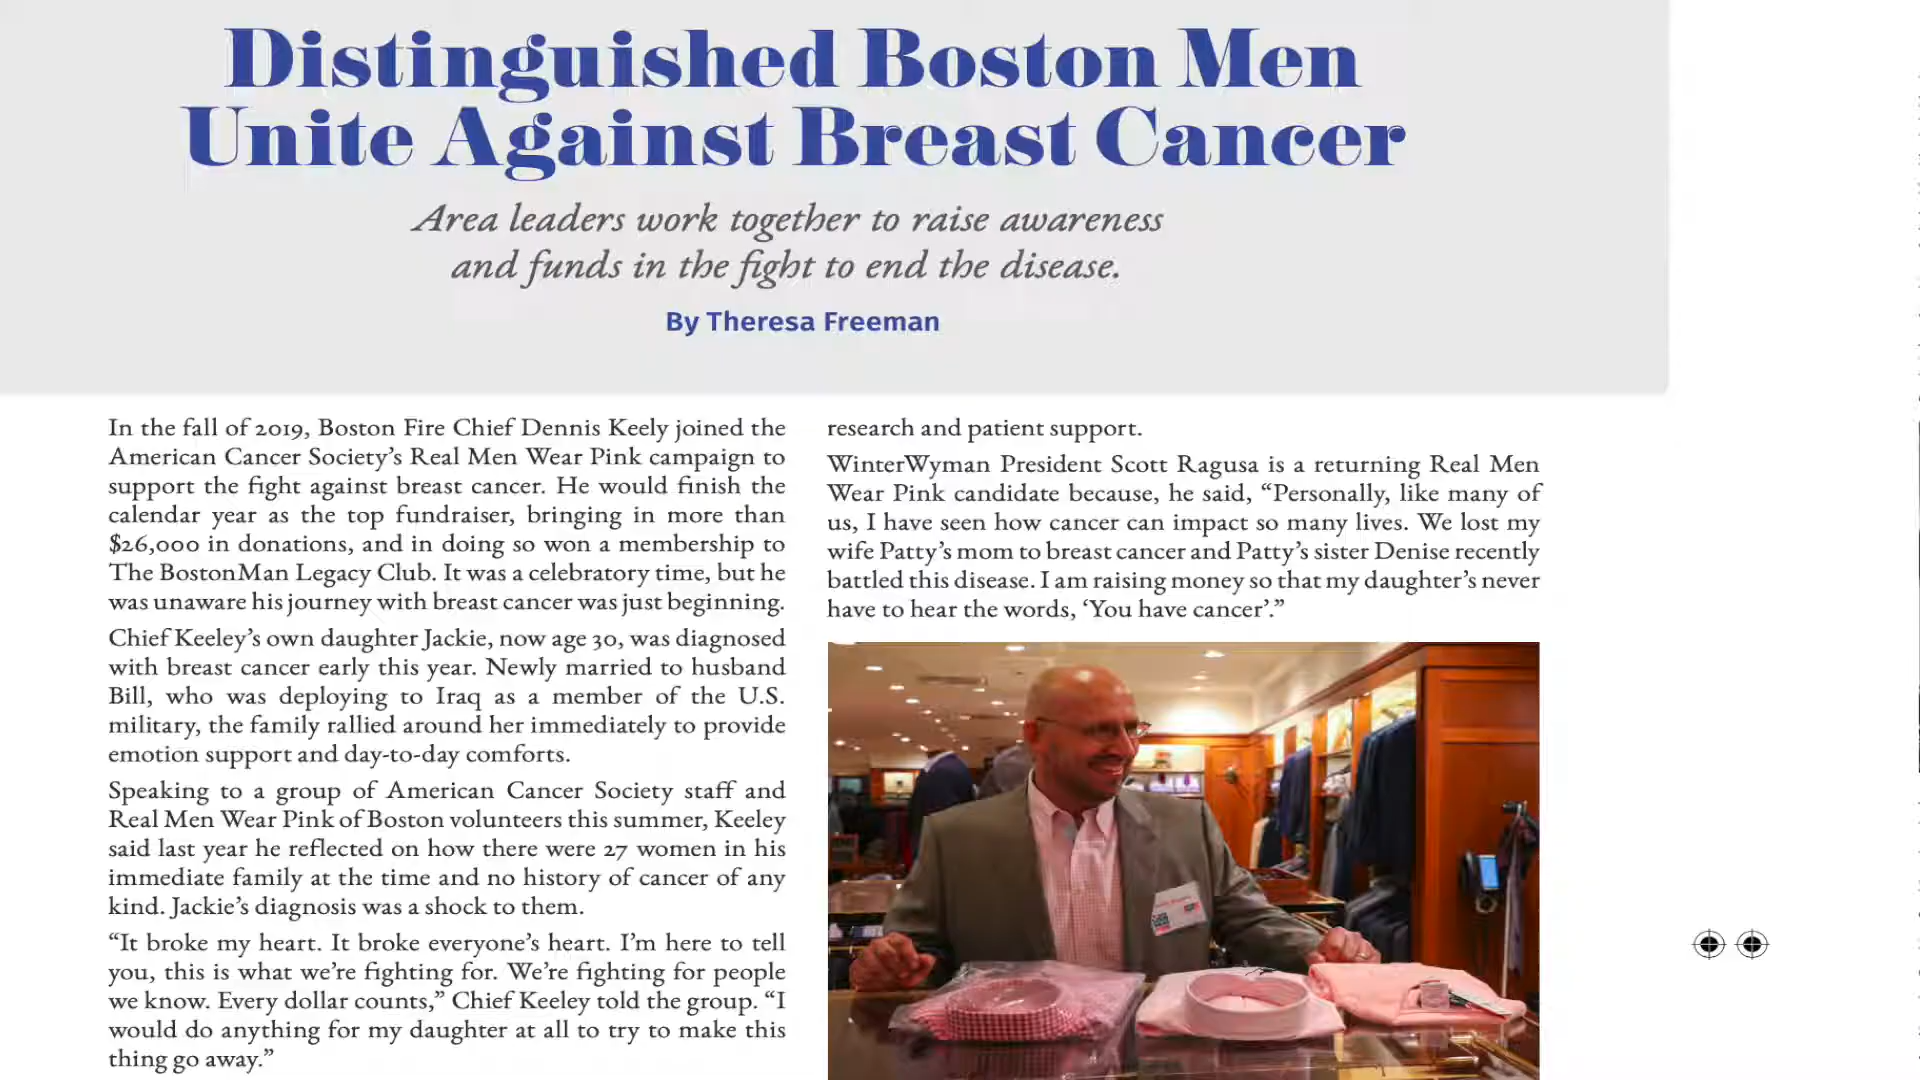 Distinguished Boston Men
Unite Against Breast Cancer
Area leaders work together to raise awareness
and funds in the fight to end the disease.
By Theresa Freeman
In the fall of 2019, Boston Fire Chief Dennis Keely joined the
American Cancer Society's Real Men Wear Pink campaign to
support the fight against breast cancer. He would finish the
calendar year as the top fundraiser, bringing in more than
$26,000 in donations, and in doing so won a membership to
The BostonMan Legacy Club. It was a celebratory time, but he
was unaware his journey with breast cancer was just beginning.
Chief Keeley's own daughter Jackie, now age 30, was diagnosed
with breast cancer early this year. Newly married to husband
Bill, who was deploying to Iraq as a member of the U.S.
military, the family rallied around her immediately to provide
emotion support and day-to-day comforts.
Speaking to a group of American Cancer Society staff and
Real Men Wear Pink of Boston volunteers this summer, Keeley
said last year he reflected on how there were 27 women in his
immediate family at the time and no history of cancer of any
kind. Jackie's diagnosis was a shock to them.
“It broke my heart. It broke everyone's heart. I'm here to tell
you, this is what we're fighting for. We're fighting for people
we know. Every dollar counts,” Chief Keeley told the group. “I
would do anything for my daughter at all to try to make this
thing go away.”
research and patient support.
WinterWyman President Scott Ragusa is a returning Real Men
Wear Pink candidate because, he said, “Personally, like many of
us, I have seen how cancer can impact so many lives. We lost my
wife Patty's mom to breast cancer and Patty's sister Denise recently
battled this disease. I am raising money so that my daughter's never
have to hear the words, ‘You have cancer’.”